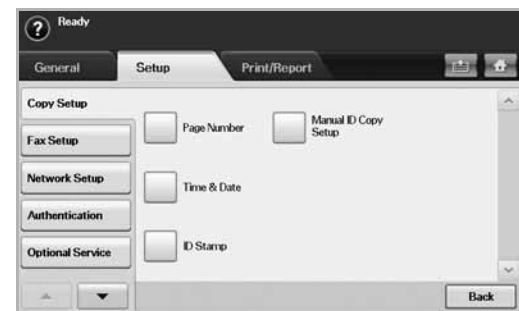 ?
Ready
General Setup Print/Report
Copy Setup
Fax Setup
Network Setup
Authentication
Optional Service
Page Number
Manual ID Copy
Setup
Time & Date
ID Stamp
Back